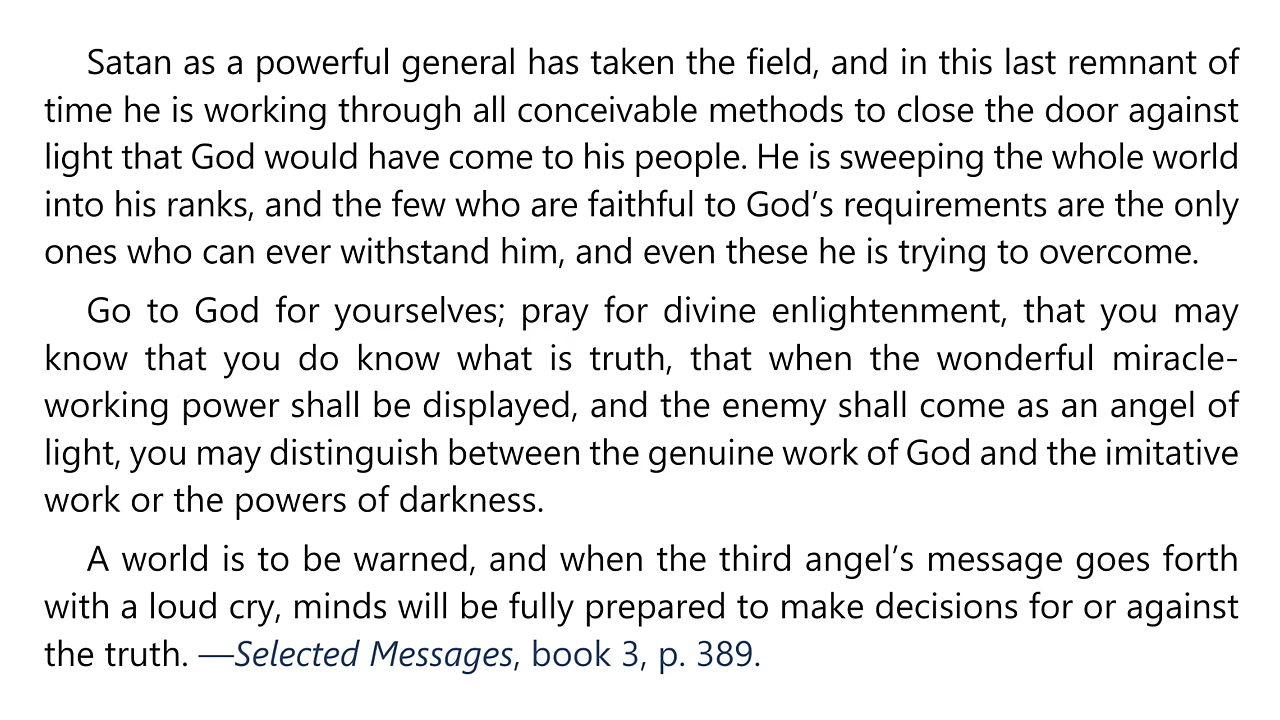 Satan as a powerful general has taken the field, and in this last remnant of
time he is working through all conceivable methods to close the door against
light that God would have come to his people. He is sweeping the whole world
into his ranks, and the few who are faithful to God’s requirements are the only
ones who can ever withstand him, and even these he is trying to overcome.
Go to God for yourselves; pray for divine enlightenment, that you may
know that you do know what is truth, that when the wonderful miracle-
working power shall be displayed, and the enemy shall come as an angel of
light, you may distinguish between the genuine work of God and the imitative
work or the powers of darkness.
A world is to be warned, and when the third angel’s message goes forth
with a loud cry, minds will be fully prepared to make decisions for or against
the truth. —Selected Messages, book 3, p. 389.